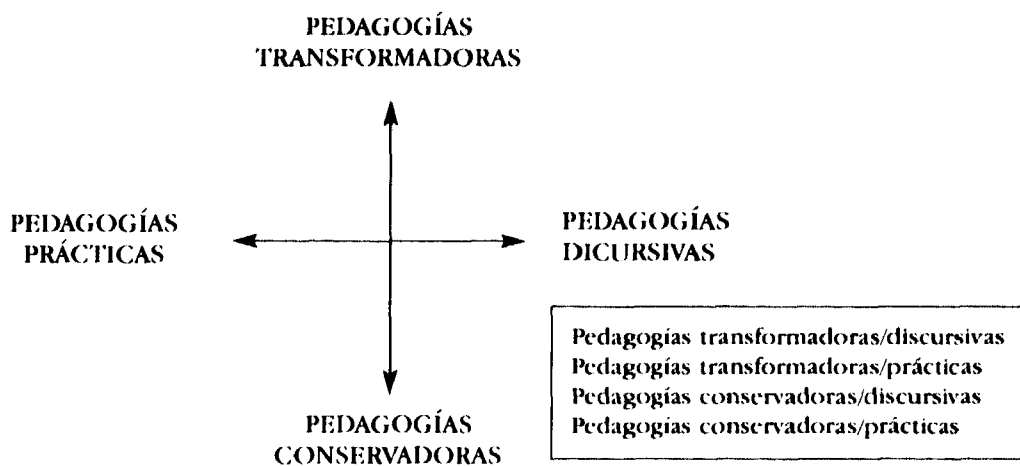 PEDAGOGÍAS
TRANSFORMADORAS
PEDAGOGÍAS
PRÁCTICAS
PEDAGOGÍAS
DICURSIVAS
PEDAGOGÍAS
CONSERVADORAS
Pedagogías transformadoras/discursivas
Pedagogías transformadoras/prácticas
Pedagogías conservadoras/discursivas
Pedagogías conservadoras/prácticas